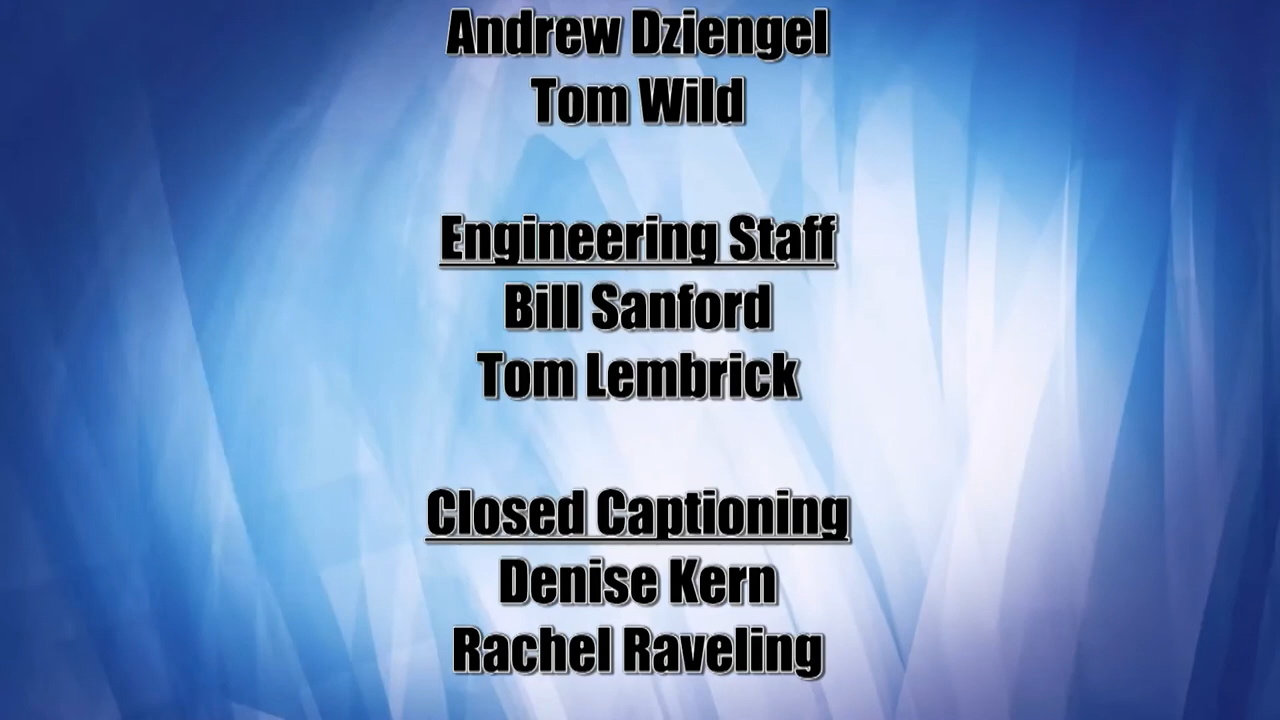 Andrew Dziengel
Tom Wild
Engineering Staff
Bill Sanford
Tom Lembrick
Closed Captioning
Denise Kern
Rachel Raveling